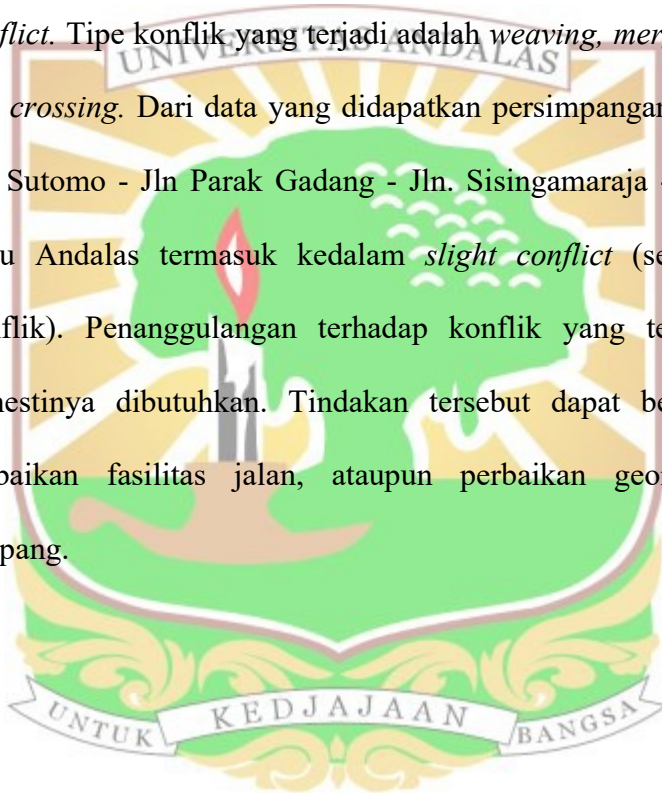 flict. Tipe konflik yang terjadi adalah weaving, mer
UNIVERSITAS ANDALAS
crossing. Dari data yang didapatkan persimpangan
Sutomo - Jln Parak Gadang - Jln. Sisingamaraja -
u Andalas termasuk kedalam slight conflict (se
flik). Penanggulangan terhadap konflik yang te
nestinya dibutuhkan. Tindakan tersebut dapat be
baikan fasilitas jalan, ataupun perbaikan geo
pang.
UNTUK KEDJAJAAN BANGSA